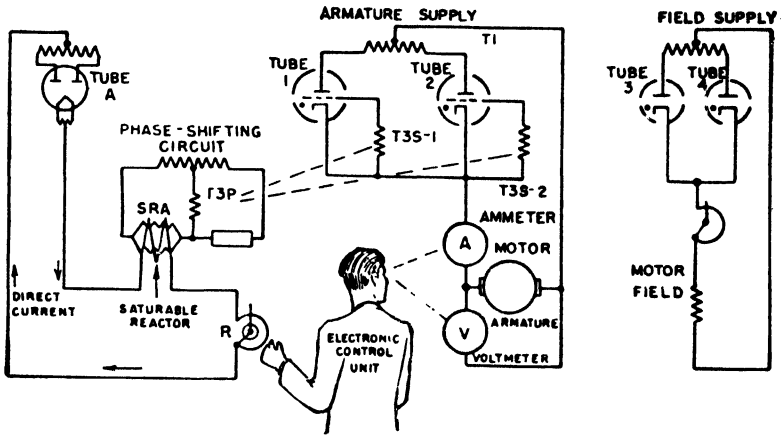 ARMATURE SUPPLY
FIELD SUPPLY
T1
TUBE
A
TUBE
1
TUBE
2
TUBE
3
TUBE
4
PHASE-SHIFTING
CIRCUIT
T3S-1
T3P
T3S-2
SRA
AMMETER
A
MOTOR
ARMATURE
V
VOLTMETER
MOTOR
FIELD
DIRECT
CURRENT
SATURABLE
REACTOR
R
ELECTRONIC
CONTROL
UNIT